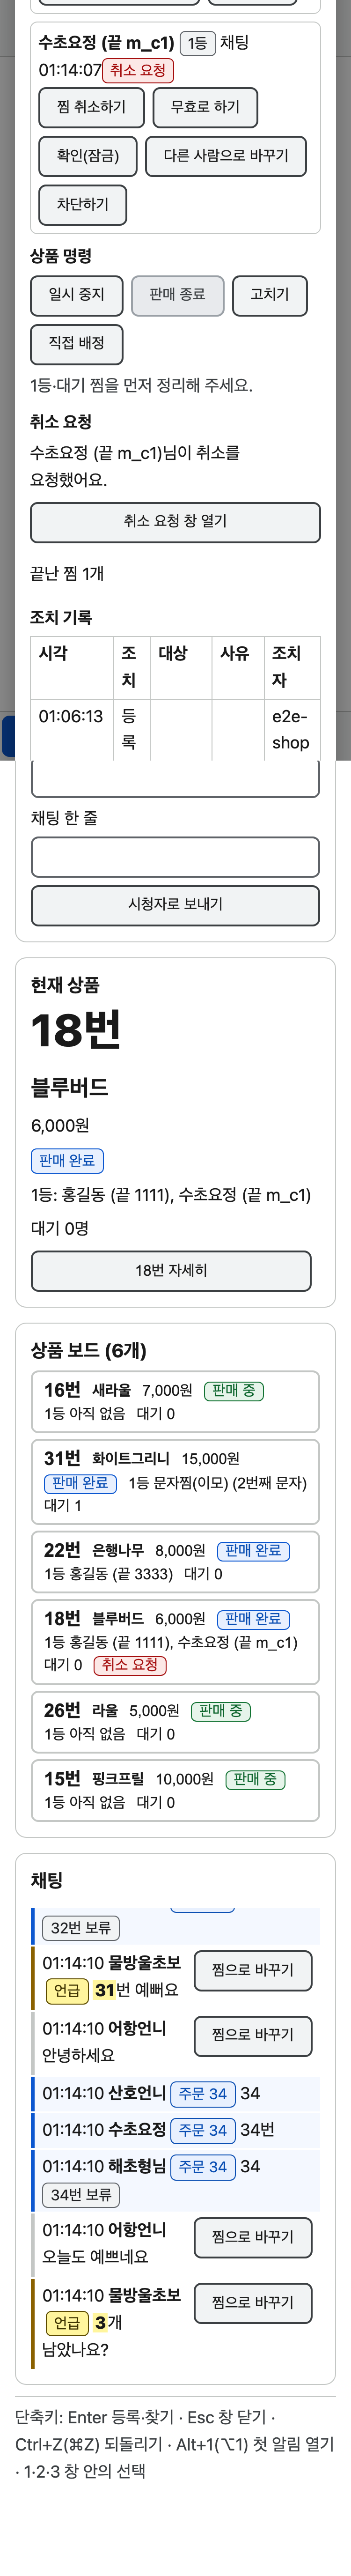 수초요정 (끝 m_c1) 1등 채팅
01:14:07 취소 요청
찜 취소하기 무효로 하기
확인(잠금) 다른 사람으로 바꾸기
차단하기
상품 명령
일시 중지 판매 종료 고치기
직접 배정
1등·대기 찜을 먼저 정리해 주세요.
취소 요청
수초요정 (끝 m_c1)님이 취소를
요청했어요.
취소 요청 창 열기
끝난 찜 1개
조치 기록
시각 조치 대상 사유 조치자
01:06:13 등록 e2e-shop
채팅 한 줄
시청자로 보내기
현재 상품
18번
블루버드
6,000원
판매 완료
1등: 홍길동 (끝 1111), 수초요정 (끝 m_c1)
대기 0명
18번 자세히
상품 보드 (6개)
16번 새라울 7,000원 판매 중
1등 아직 없음 대기 0
31번 화이트그리니 15,000원
판매 완료 1등 문자찜(이모) (2번째 문자)
대기 1
22번 은행나무 8,000원 판매 완료
1등 홍길동 (끝 3333) 대기 0
18번 블루버드 6,000원 판매 완료
1등 홍길동 (끝 1111), 수초요정 (끝 m_c1)
대기 0 취소 요청
26번 라울 5,000원 판매 중
1등 아직 없음 대기 0
15번 핑크프릴 10,000원 판매 중
1등 아직 없음 대기 0
채팅
32번 보류
01:14:10 물방울초보 찜으로 바꾸기
언급 31번 예뻐요
01:14:10 어항언니 찜으로 바꾸기
안녕하세요
01:14:10 산호언니 주문 34 34
01:14:10 수초요정 주문 34 34번
01:14:10 해초형님 주문 34 34
34번 보류
01:14:10 어항언니 찜으로 바꾸기
오늘도 예쁘네요
01:14:10 물방울초보 찜으로 바꾸기
언급 3개
남았나요?
단축키: Enter 등록·찾기 · Esc 창 닫기 ·
Ctrl+Z(⌘Z) 되돌리기 · Alt+1(⌥1) 첫 알림 열기
· 1·2·3 창 안의 선택